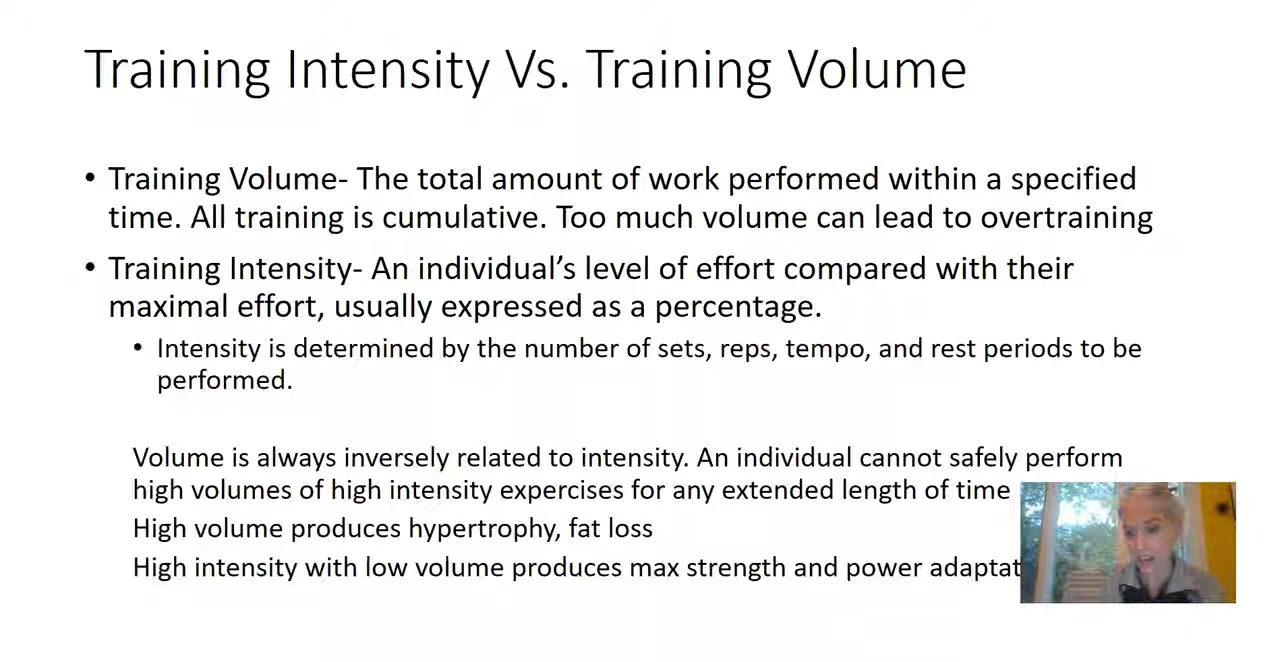 Training Intensity Vs. Training Volume
• Training Volume- The total amount of work performed within a specified
time. All training is cumulative. Too much volume can lead to overtraining
• Training Intensity- An individual’s level of effort compared with their
maximal effort, usually expressed as a percentage.
• Intensity is determined by the number of sets, reps, tempo, and rest periods to be
performed.
Volume is always inversely related to intensity. An individual cannot safely perform
high volumes of high intensity expercises for any extended length of time
High volume produces hypertrophy, fat loss
High intensity with low volume produces max strength and power